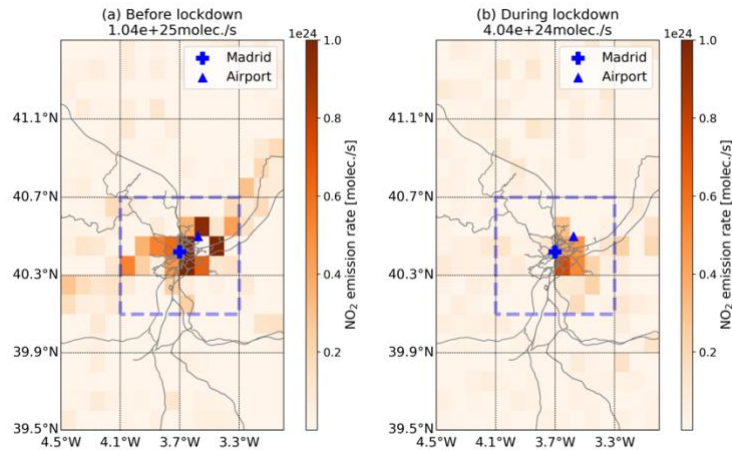 (a) Before lockdown
1.04e+25molec./s
1e24
Madrid
Airport
41.1°N
40.7°N
40.3°N
39.9°N
39.5°N
4.5°W 4.1°W 3.7°W 3.3°W
1.0
0.8
0.6
0.4
0.2
NO₂ emission rate [molec./s]
(b) During lockdown
4.04e+24molec./s
1e24
Madrid
Airport
41.1°N
40.7°N
40.3°N
39.9°N
39.5°N
4.5°W 4.1°W 3.7°W 3.3°W
1.0
0.8
0.6
0.4
0.2
NO₂ emission rate [molec./s]